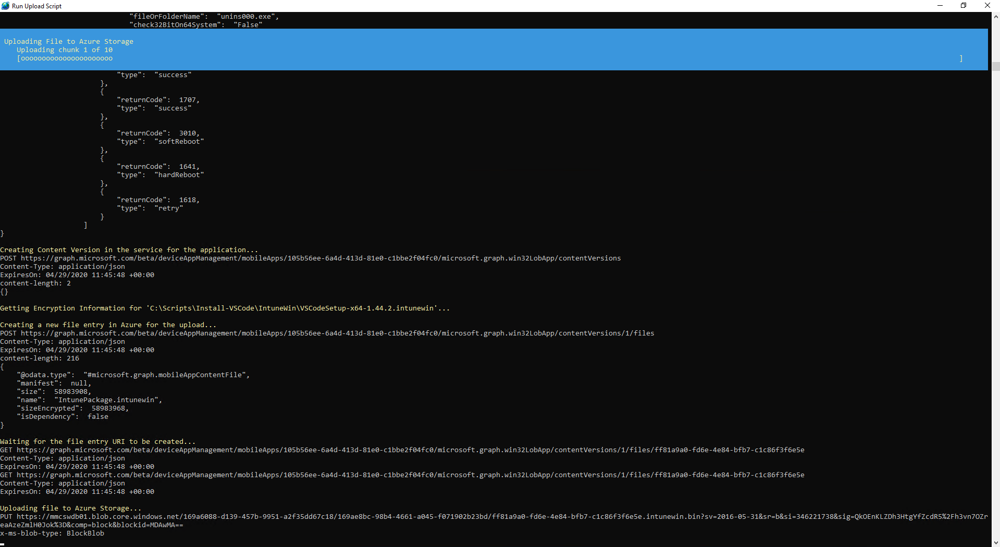 Run Upload Script
"fileOrFolderName":  "unins000.exe",
"check32BitOn64System":  "False"
Uploading File to Azure Storage
Uploading chunk 1 of 10
[oooooooooooooooooooooo ]
"type":  "success"
},
{
"returnCode":  1707,
"type":  "success"
},
{
"returnCode":  3010,
"type":  "softReboot"
},
{
"returnCode":  1641,
"type":  "hardReboot"
},
{
"returnCode":  1618,
"type":  "retry"
}
]
}
Creating Content Version in the service for the application...
POST https://graph.microsoft.com/beta/deviceAppManagement/mobileApps/105b56ee-6a4d-413d-81e0-c1bbe2f04fc0/microsoft.graph.win32LobApp/contentVersions
Content-Type: application/json
ExpiresOn: 04/29/2020 11:45:48 +00:00
content-length: 2
{}
Getting Encryption Information for 'C:\Scripts\Install-VSCode\IntuneWin\VSCodeSetup-x64-1.44.2.intunewin'...
Creating a new file entry in Azure for the upload...
POST https://graph.microsoft.com/beta/deviceAppManagement/mobileApps/105b56ee-6a4d-413d-81e0-c1bbe2f04fc0/microsoft.graph.win32LobApp/contentVersions/1/files
Content-Type: application/json
ExpiresOn: 04/29/2020 11:45:48 +00:00
content-length: 216
{
"@odata.type":  "#microsoft.graph.mobileAppContentFile",
"manifest":  null,
"size":  58983908,
"name":  "IntunePackage.intunewin",
"sizeEncrypted":  58983968,
"isDependency":  false
}
Waiting for the file entry URI to be created...
GET https://graph.microsoft.com/beta/deviceAppManagement/mobileApps/105b56ee-6a4d-413d-81e0-c1bbe2f04fc0/microsoft.graph.win32LobApp/contentVersions/1/files/ff81a9a0-fd6e-4e84-bfb7-c1c86f3f6e5e
Content-Type: application/json
ExpiresOn: 04/29/2020 11:45:48 +00:00
GET https://graph.microsoft.com/beta/deviceAppManagement/mobileApps/105b56ee-6a4d-413d-81e0-c1bbe2f04fc0/microsoft.graph.win32LobApp/contentVersions/1/files/ff81a9a0-fd6e-4e84-bfb7-c1c86f3f6e5e
Content-Type: application/json
ExpiresOn: 04/29/2020 11:45:48 +00:00
Uploading file to Azure Storage...
PUT https://mmcswdb01.blob.core.windows.net/169a6088-d139-457b-9951-a2f35dd67c18/169ae8bc-98b4-4661-a045-f071902b23bd/ff81a9a0-fd6e-4e84-bfb7-c1c86f3f6e5e.intunewin.bin?sv=2016-05-31&sr=b&si=346221738&sig=QkOEnKLZDh3HtgYfZcdR5%2Fh3vn7OZr
eaAzeZmlH0Jok%3D&comp=block&blockid=MDAwMA==
x-ms-blob-type: BlockBlob